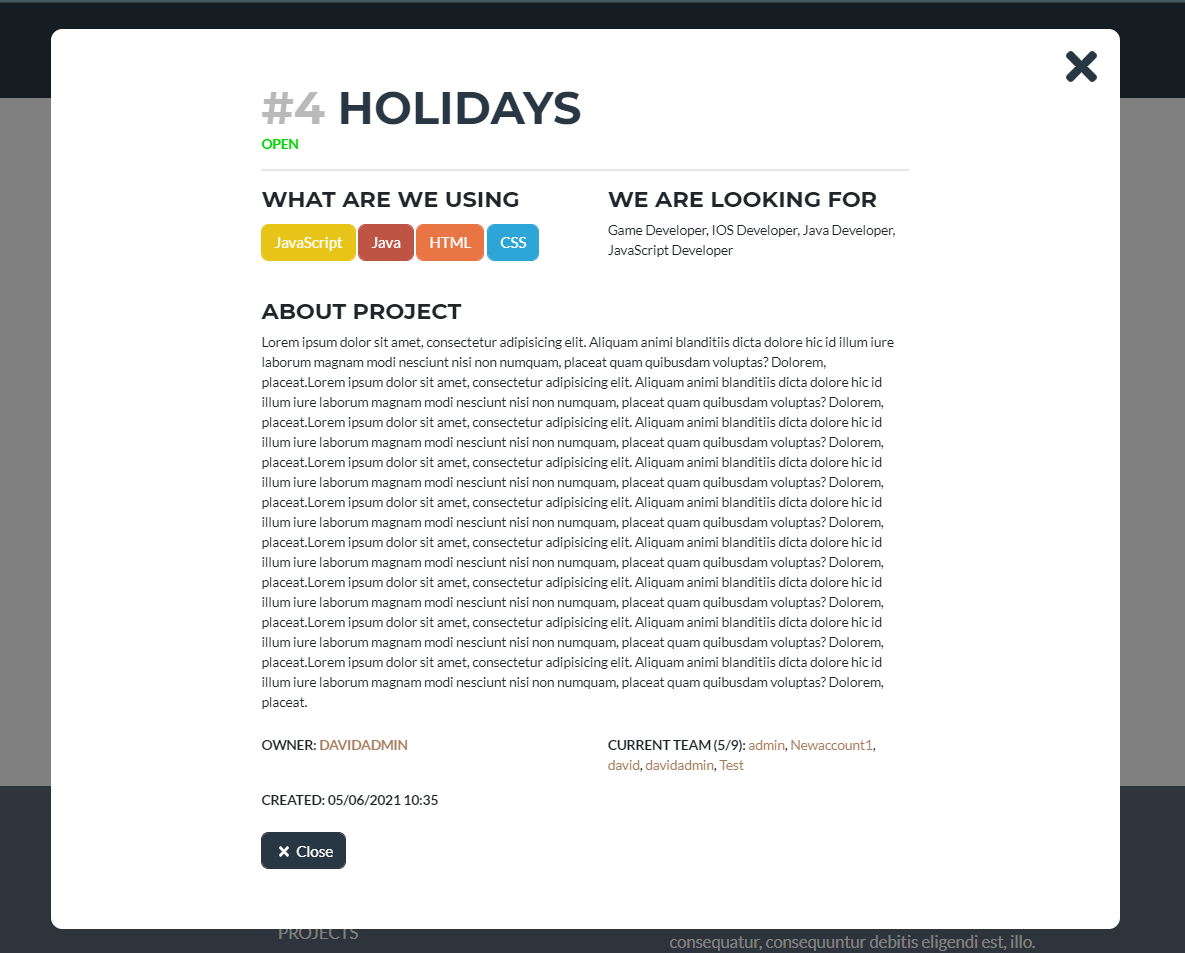 #4 HOLIDAYS
OPEN
WHAT ARE WE USING
JavaScript Java HTML CSS
WE ARE LOOKING FOR
Game Developer, IOS Developer, Java Developer,
JavaScript Developer
ABOUT PROJECT
Lorem ipsum dolor sit amet, consectetur adipisicing elit. Aliquam animi blanditiis dicta dolore hic id illum iure
laborum magnam modi nesciunt nisi non numquam, placeat quam quibusdam voluptas? Dolorem,
placeat.Lorem ipsum dolor sit amet, consectetur adipisicing elit. Aliquam animi blanditiis dicta dolore hic id
illum iure laborum magnam modi nesciunt nisi non numquam, placeat quam quibusdam voluptas? Dolorem,
placeat.Lorem ipsum dolor sit amet, consectetur adipisicing elit. Aliquam animi blanditiis dicta dolore hic id
illum iure laborum magnam modi nesciunt nisi non numquam, placeat quam quibusdam voluptas? Dolorem,
placeat.Lorem ipsum dolor sit amet, consectetur adipisicing elit. Aliquam animi blanditiis dicta dolore hic id
illum iure laborum magnam modi nesciunt nisi non numquam, placeat quam quibusdam voluptas? Dolorem,
placeat.Lorem ipsum dolor sit amet, consectetur adipisicing elit. Aliquam animi blanditiis dicta dolore hic id
illum iure laborum magnam modi nesciunt nisi non numquam, placeat quam quibusdam voluptas? Dolorem,
placeat.Lorem ipsum dolor sit amet, consectetur adipisicing elit. Aliquam animi blanditiis dicta dolore hic id
illum iure laborum magnam modi nesciunt nisi non numquam, placeat quam quibusdam voluptas? Dolorem,
placeat.Lorem ipsum dolor sit amet, consectetur adipisicing elit. Aliquam animi blanditiis dicta dolore hic id
illum iure laborum magnam modi nesciunt nisi non numquam, placeat quam quibusdam voluptas? Dolorem,
placeat.Lorem ipsum dolor sit amet, consectetur adipisicing elit. Aliquam animi blanditiis dicta dolore hic id
illum iure laborum magnam modi nesciunt nisi non numquam, placeat quam quibusdam voluptas? Dolorem,
placeat.Lorem ipsum dolor sit amet, consectetur adipisicing elit. Aliquam animi blanditiis dicta dolore hic id
illum iure laborum magnam modi nesciunt nisi non numquam, placeat quam quibusdam voluptas? Dolorem,
placeat.
OWNER: DAVIDADMIN
CURRENT TEAM (5/9): admin, Newaccount1,
david, davidadmin, Test
CREATED: 05/06/2021 10:35
Close
PROJECTS
consequatur, consequuntur debitis eligendi est, illo.